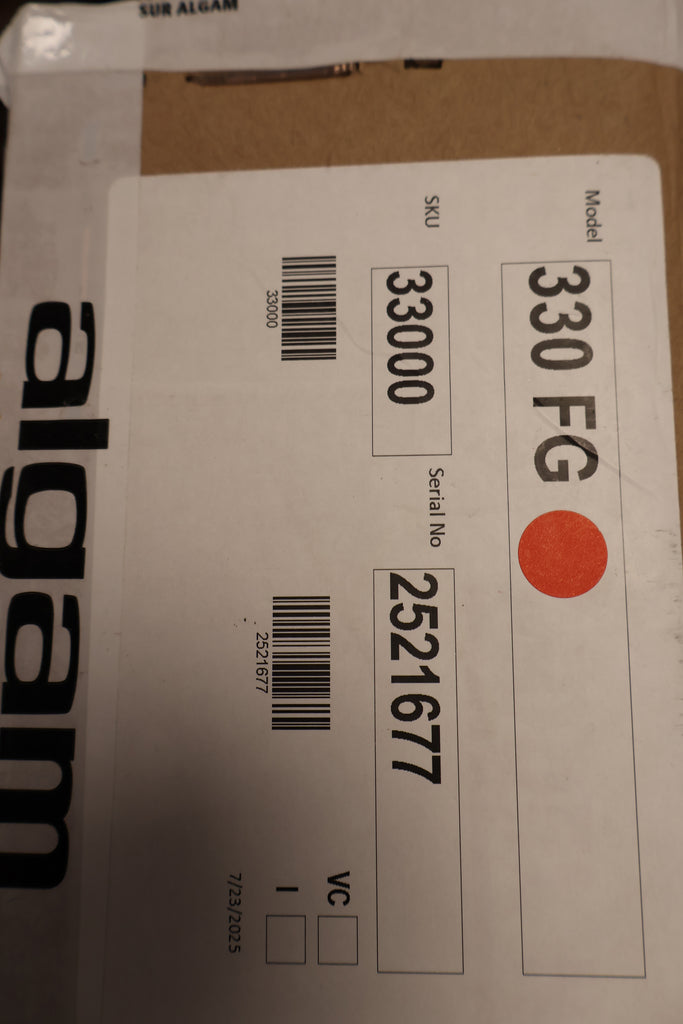 SUR ALGAM
Model
330 FG
SKU
33000
Serial No
2521677
33000
2521677
VC
I
7/23/2025
algam